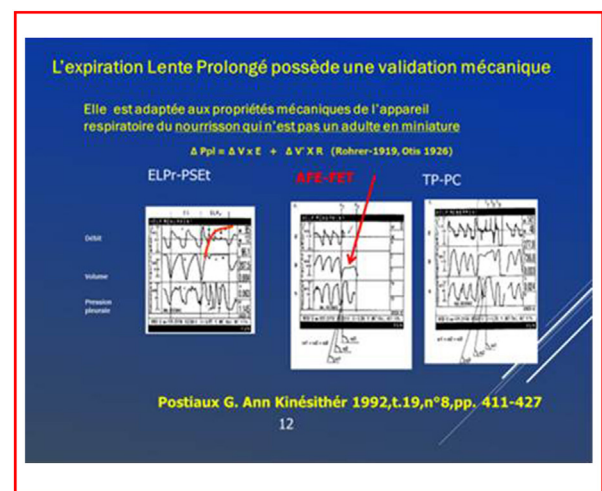 L'expiration Lente Prolongé possède une validation mécanique
Elle est adaptée aux propriétés mécaniques de l'appareil
respiratoire du nourrisson qui n'est pas un adulte en miniature
Δ Ppl = Δ V x E + Δ V' X R (Rohrer-1919, Otis 1926)
ELPr-PSEt
AFE-FET
TP-PC
Débit
Volume
Pression
pleurale
Postiaux G. Ann Kinésithér 1992,t.19,n°8,pp. 411-427
12